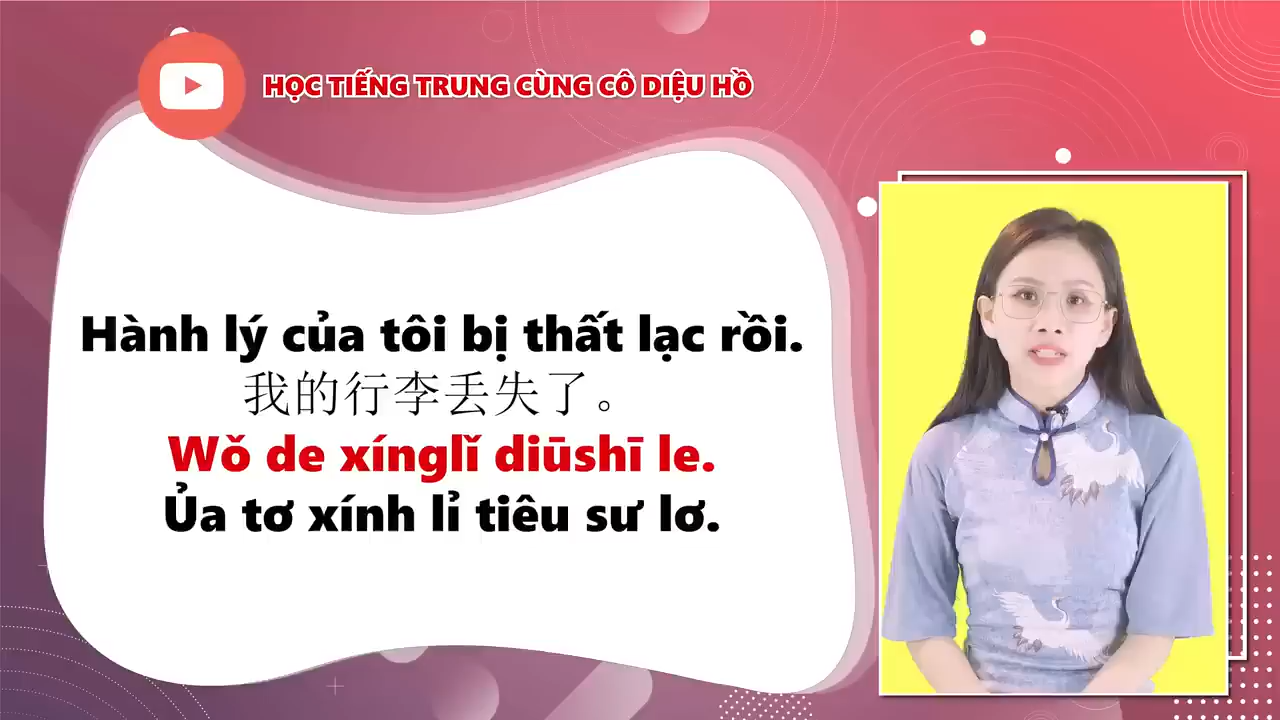 HỌC TIẾNG TRUNG CÙNG CÔ DIỆU HỒ
Hành lý của tôi bị thất lạc rồi.
我的行李丢失了。
Wǒ de xínglǐ diūshī le.
Ủa tơ xính lỉ tiêu sư lơ.